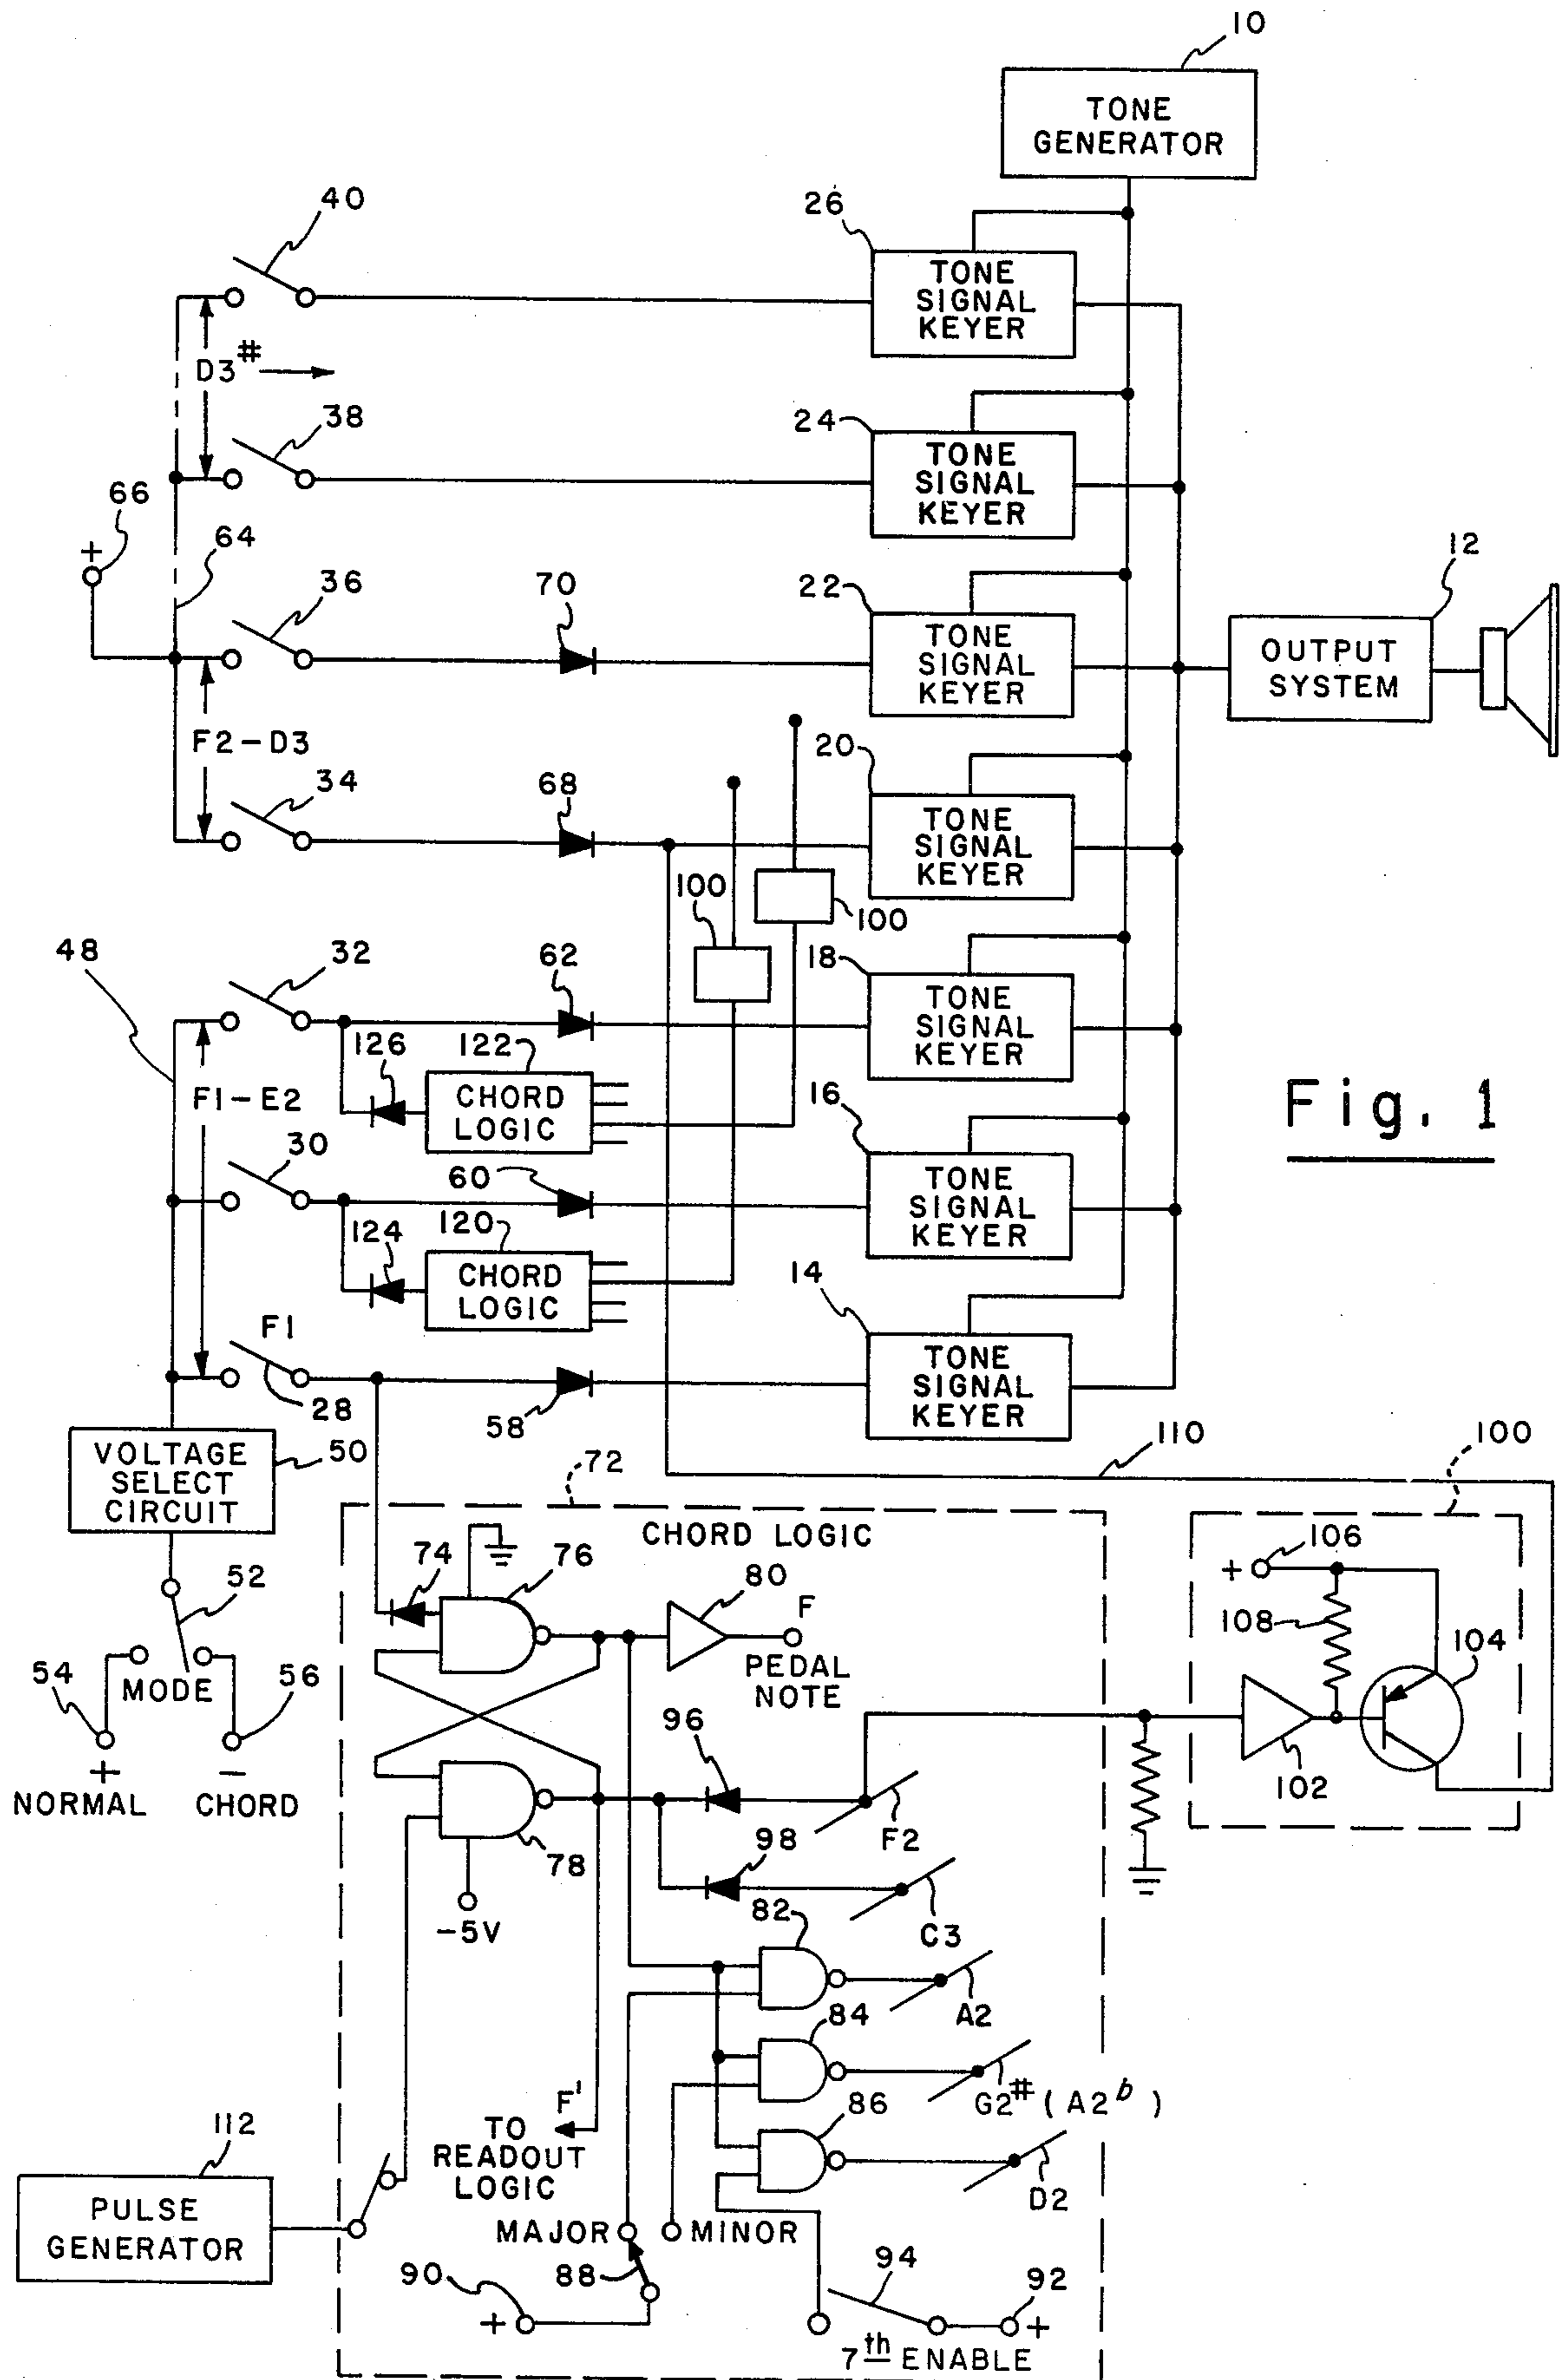 10
TONE
GENERATOR
40
26
TONE
SIGNAL
KEYER
D3#
38
24
TONE
SIGNAL
KEYER
66
+
64
36
70
22
TONE
SIGNAL
KEYER
12
OUTPUT
SYSTEM
F2-D3
34
68
20
TONE
SIGNAL
KEYER
100
100
48
32
62
18
TONE
SIGNAL
KEYER
126
122
CHORD
LOGIC
F1-E2
Fig. 1
30
60
16
TONE
SIGNAL
KEYER
124
120
CHORD
LOGIC
14
TONE
SIGNAL
KEYER
F1
28
58
VOLTAGE
SELECT
CIRCUIT
50
72
110
100
CHORD LOGIC
52
74
76
80
F
PEDAL
NOTE
106
+
108
104
54
MODE
56
+
-
NORMAL
CHORD
96
102
F2
78
98
-5V
C3
82
A2
84
G2# (A2b)
F'
TO
READOUT
LOGIC
86
D2
112
PULSE
GENERATOR
MAJOR
MINOR
90
88
94
92
+
+
7th ENABLE